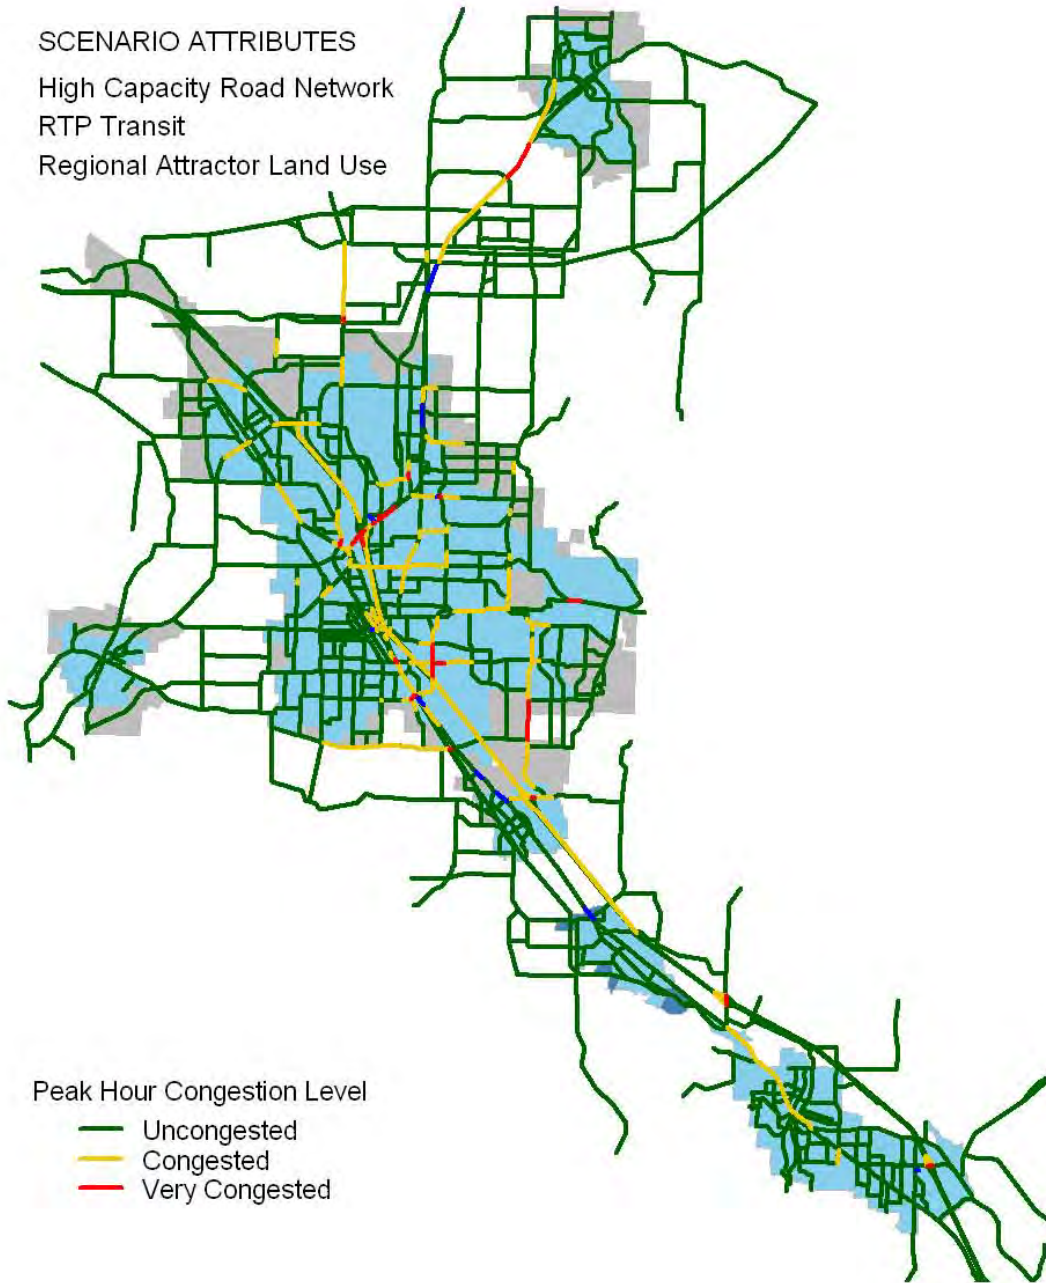 SCENARIO ATTRIBUTES
High Capacity Road Network
RTP Transit
Regional Attractor Land Use
Peak Hour Congestion Level
Uncongested
Congested
Very Congested